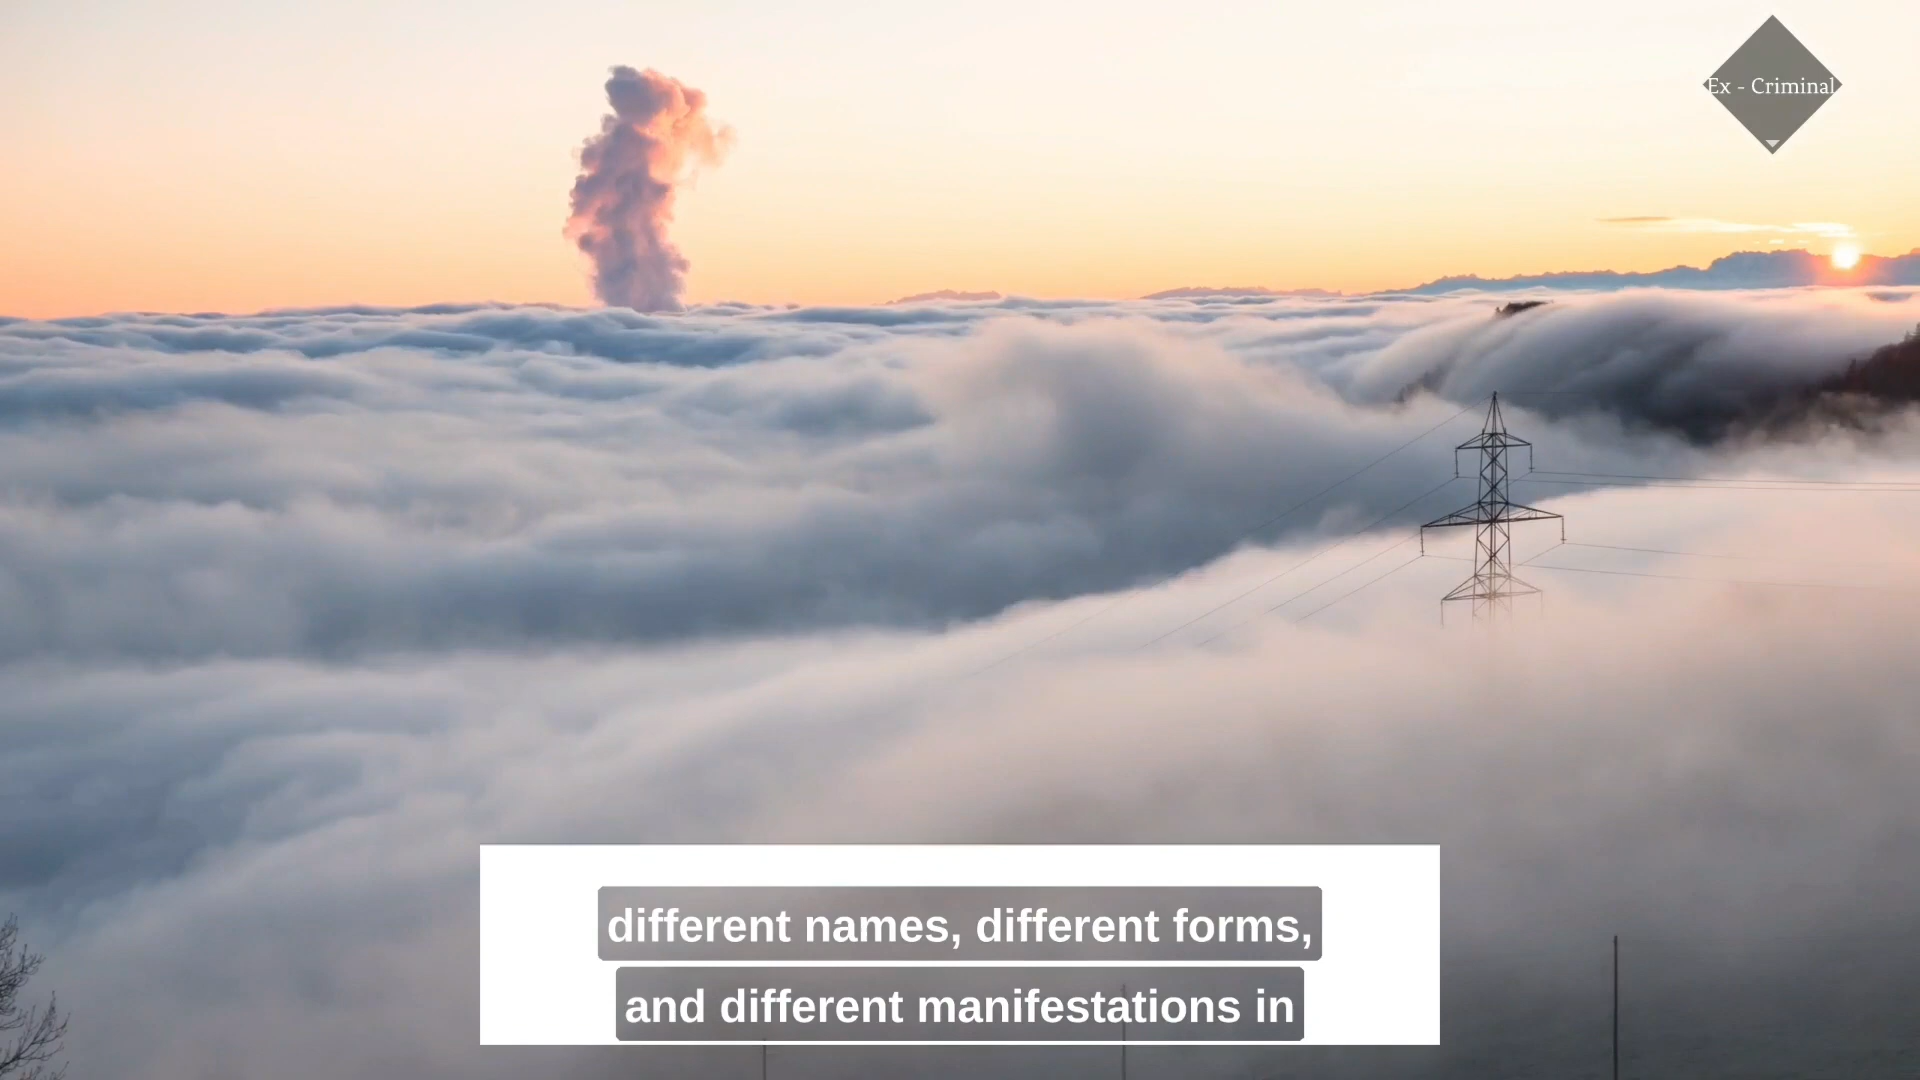 Ex - Criminal
different names, different forms,
and different manifestations in